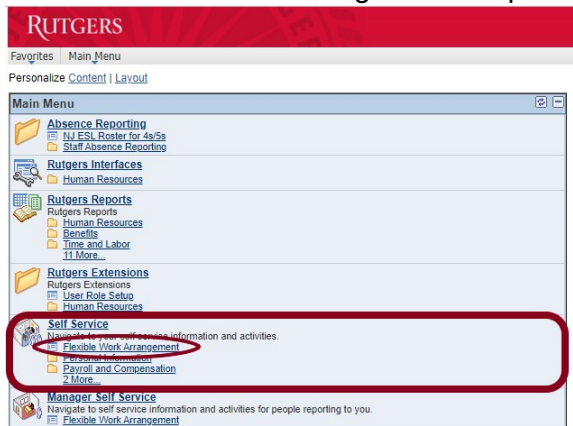 RUTGERS
Favorites Main Menu
Personalize Content | Layout
Main Menu
Absence Reporting
NJ ESL Roster for 4s/5s
Staff Absence Reporting
Rutgers Interfaces
Human Resources
Rutgers Reports
Rutgers Reports
Human Resources
Benefits
Time and Labor
11 More...
Rutgers Extensions
Rutgers Extensions
User Role Setup
Human Resources
Self Service
Navigate to your self service information and activities.
Flexible Work Arrangement
Personal Information
Payroll and Compensation
2 More...
Manager Self Service
Navigate to self service information and activities for people reporting to you.
Flexible Work Arrangement